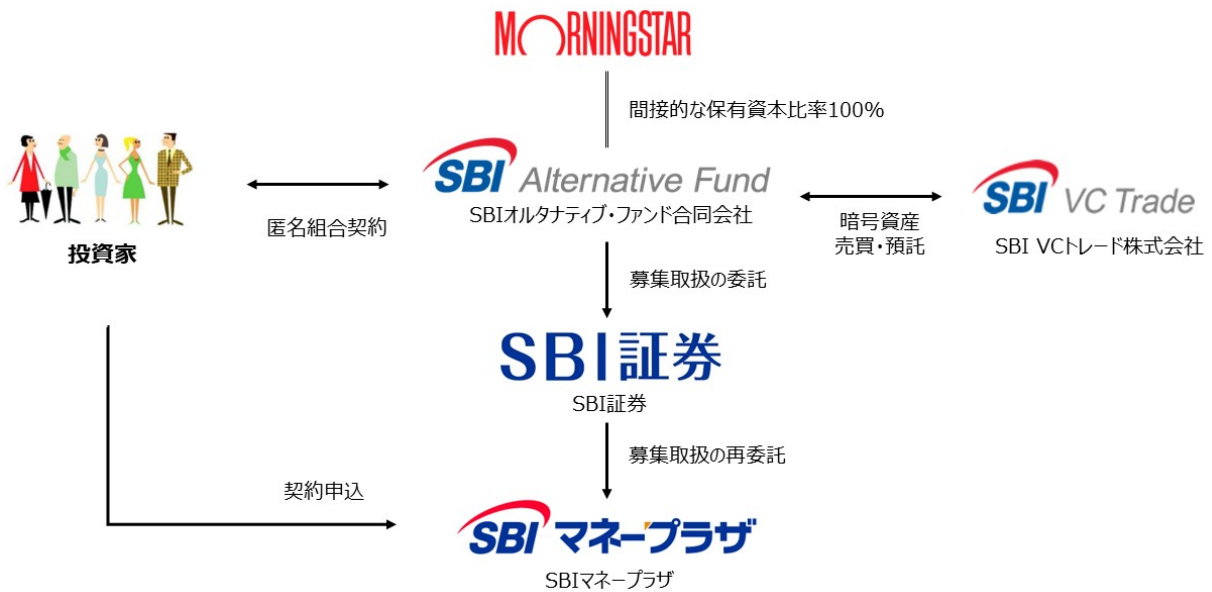 MORNINGSTAR
間接的な保有資本比率100%
SBI Alternative Fund
SBIオルタナティブ・ファンド合同会社
匿名組合契約
投資家
暗号資産
売買・預託
SBI VC Trade
SBI VCトレード株式会社
募集取扱の委託
SBI証券
SBI証券
募集取扱の再委託
契約申込
SBI マネープラザ
SBIマネープラザ